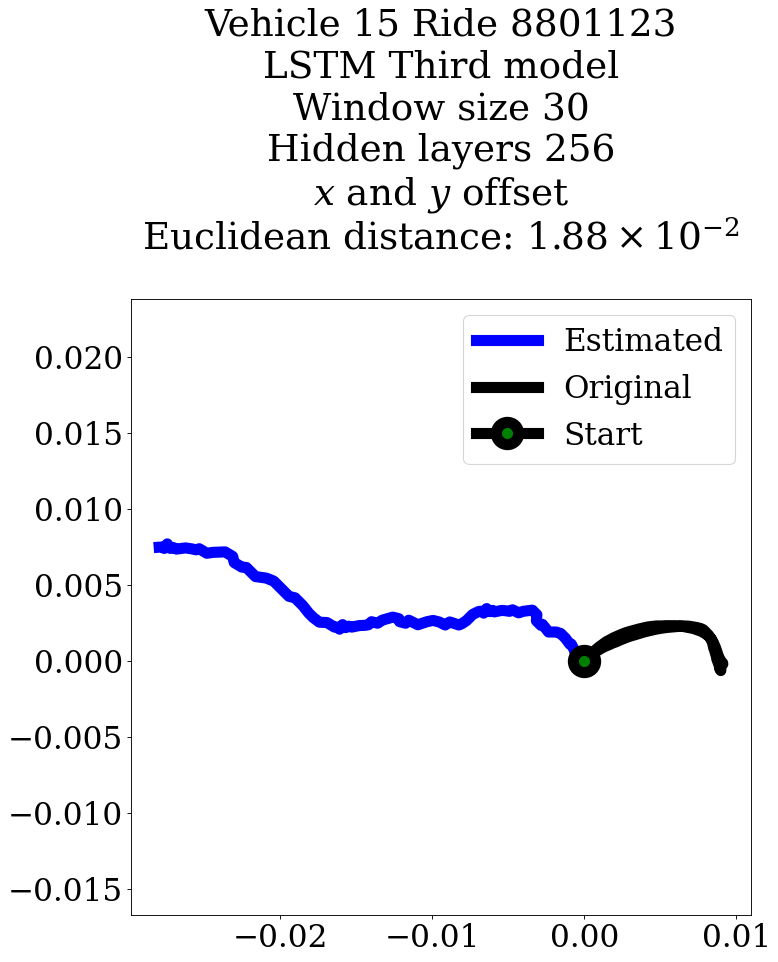 Vehicle 15 Ride 8801123
LSTM Third model
Window size 30
Hidden layers 256
x and y offset
Euclidean distance: 1.88 × 10⁻²
Estimated
Original
Start
0.020
0.015
0.010
0.005
0.000
−0.005
−0.010
−0.015
−0.02
−0.01
0.00
0.01